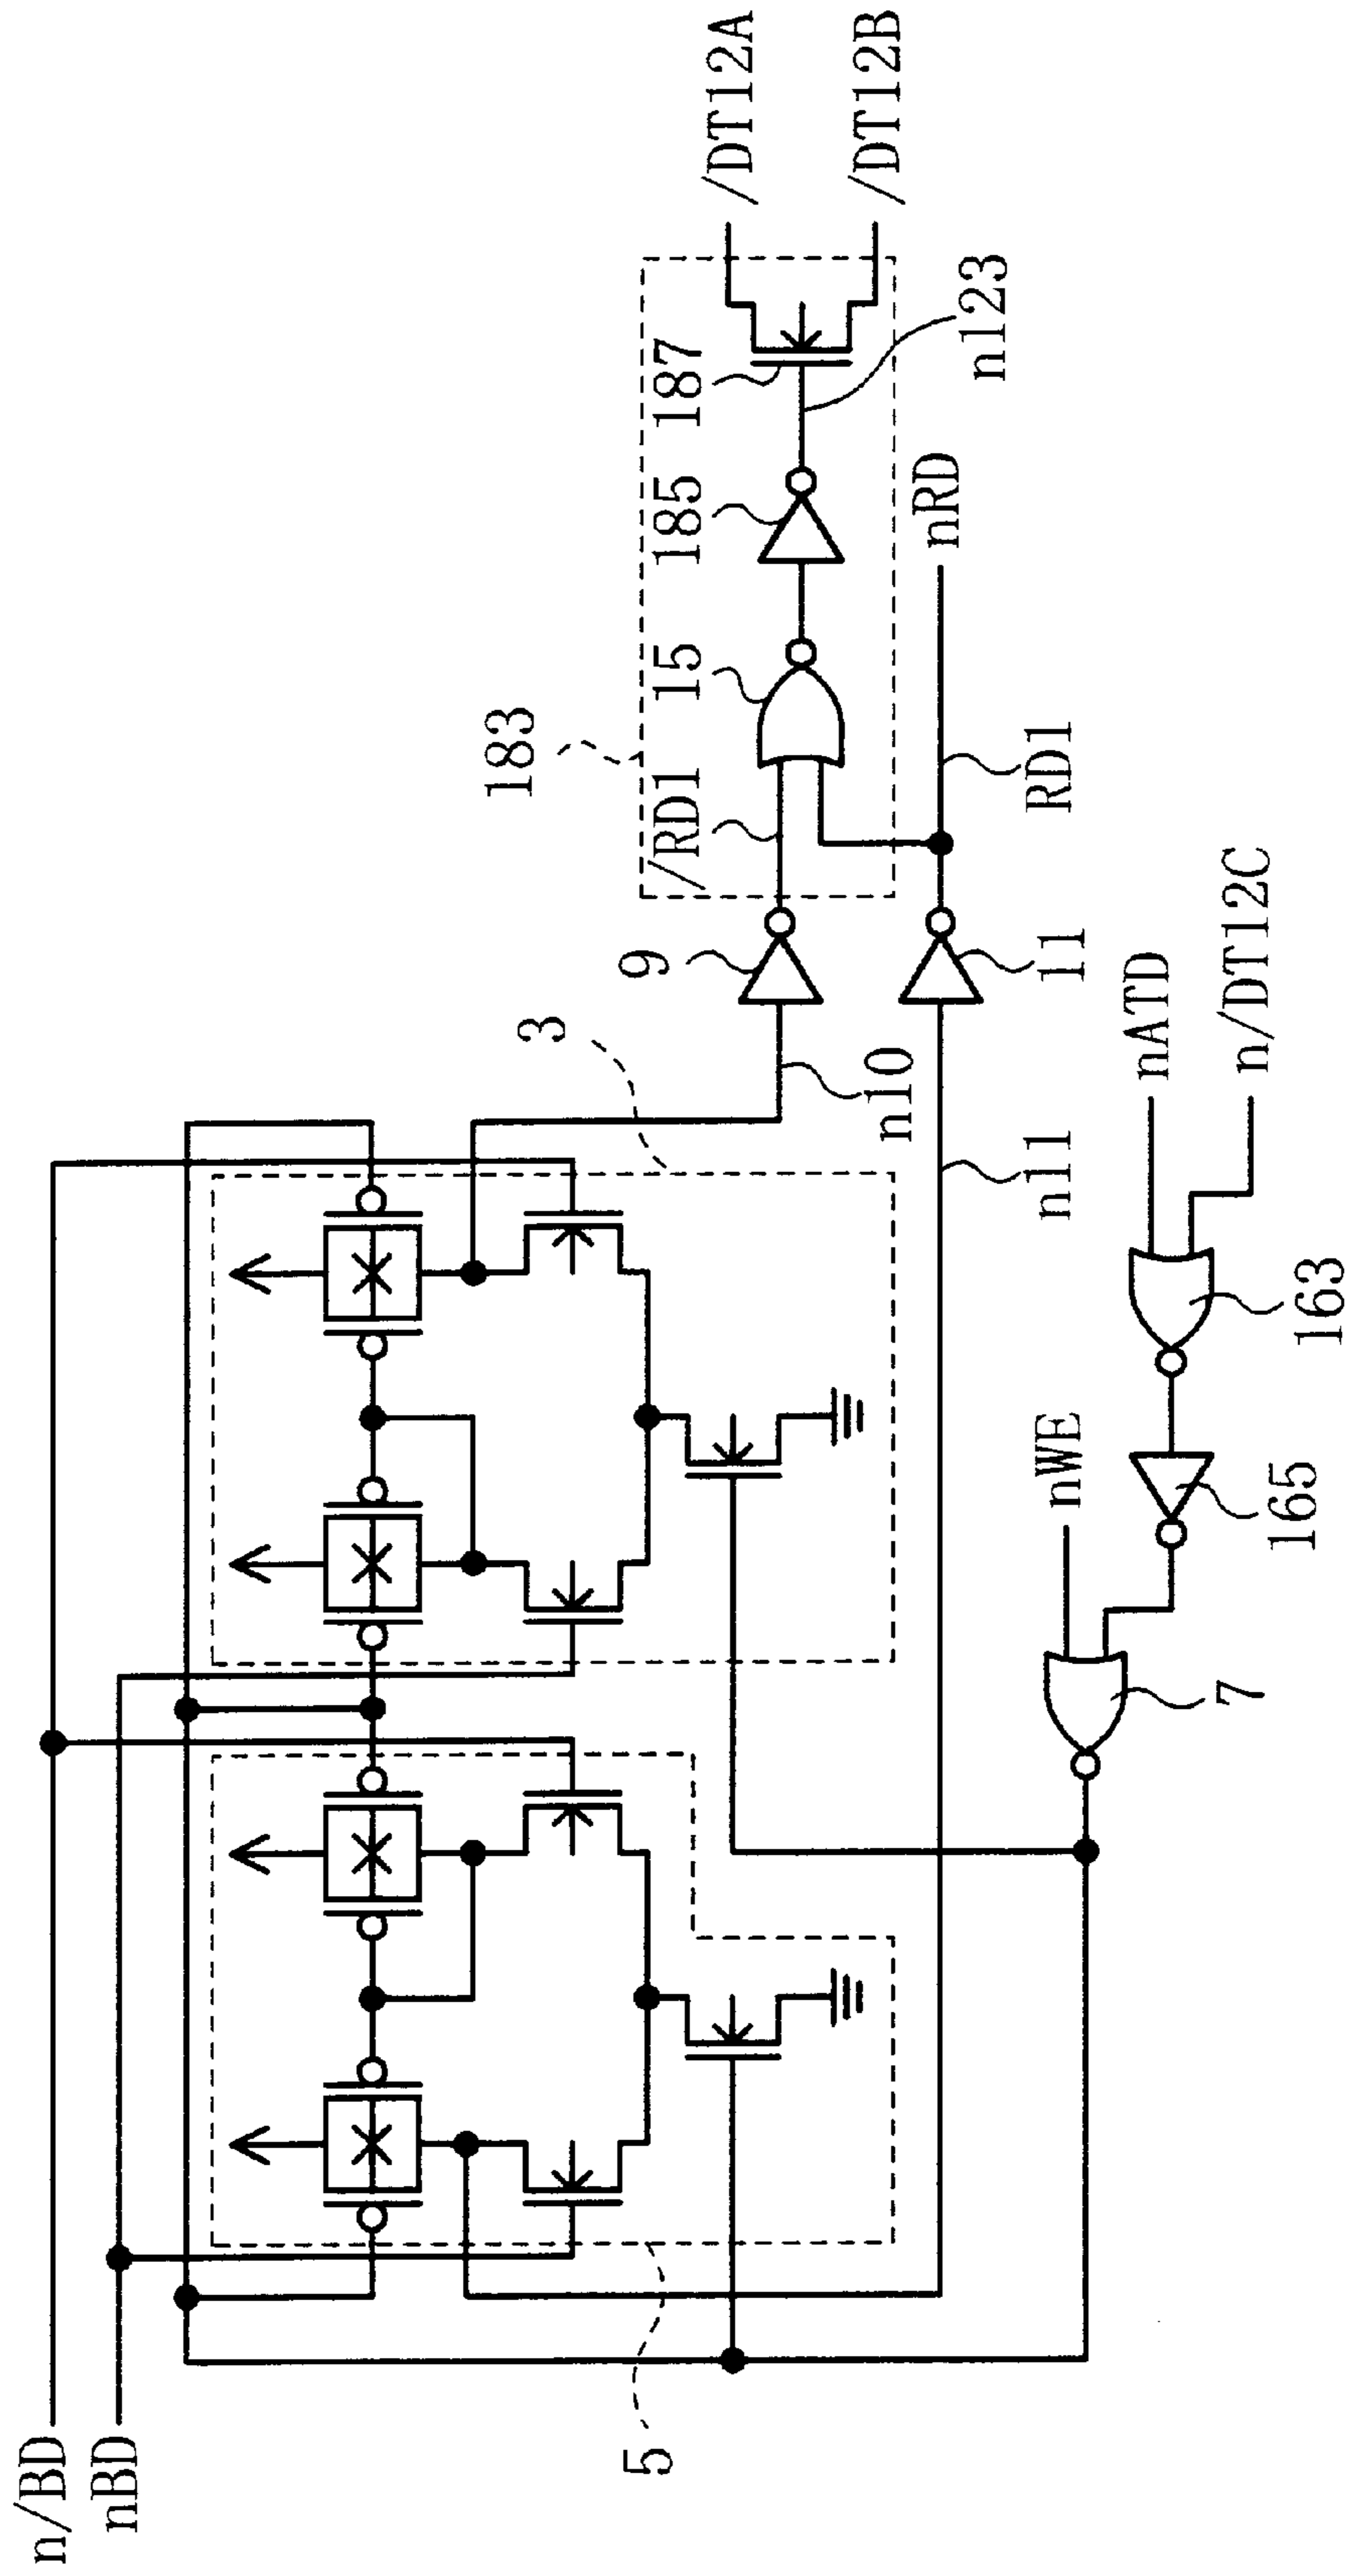 n/BD
nBD
5
3
9
n10
11
n11
183
/RD1
15
185
187
/DT12A
/DT12B
n123
nRD
RD1
nATD
n/DT12C
163
165
nWE
7